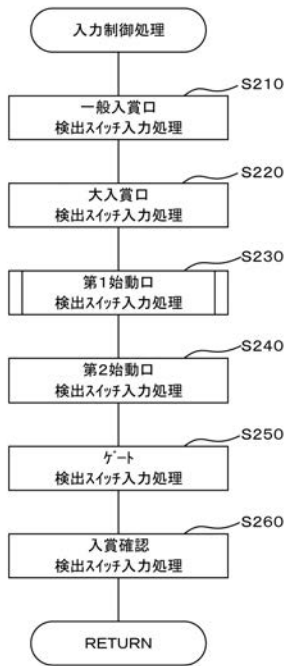 入力制御処理
S210
一般入賞口
検出スイッチ入力処理
S220
大入賞口
検出スイッチ入力処理
S230
第1始動口
検出スイッチ入力処理
S240
第2始動口
検出スイッチ入力処理
S250
ゲート
検出スイッチ入力処理
S260
入賞確認
検出スイッチ入力処理
RETURN